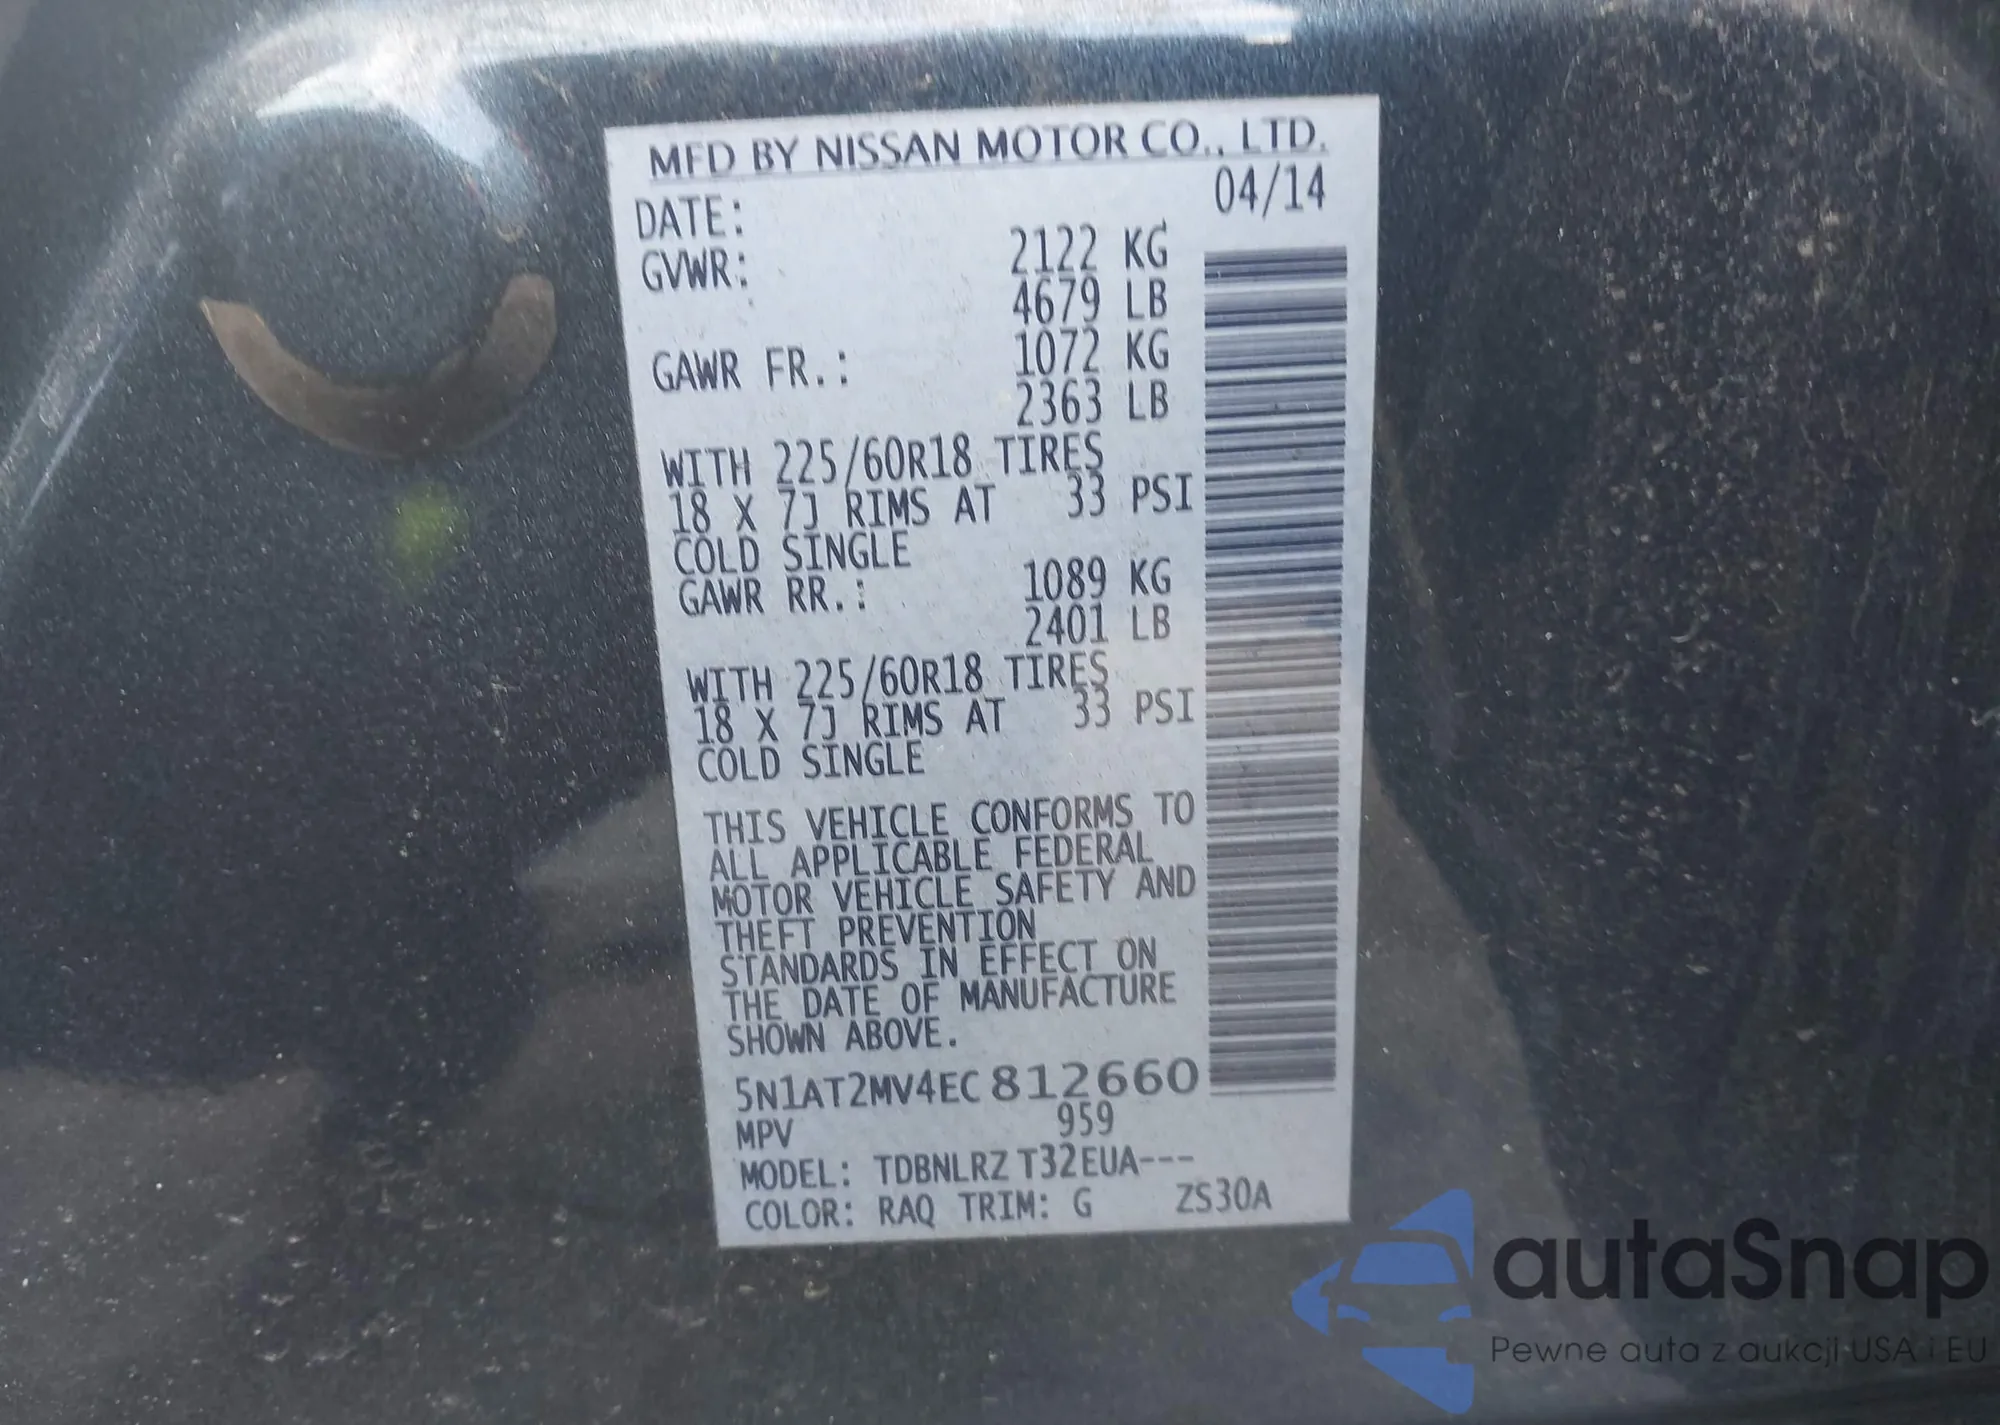 MFD BY NISSAN MOTOR CO., LTD.
DATE: 04/14
GVWR: 2122 KG
4679 LB
GAWR FR.: 1072 KG
2363 LB
WITH 225/60R18 TIRES
18 X 7J RIMS AT 33 PSI
COLD SINGLE
GAWR RR.: 1089 KG
2401 LB
WITH 225/60R18 TIRES
18 X 7J RIMS AT 33 PSI
COLD SINGLE
THIS VEHICLE CONFORMS TO
ALL APPLICABLE FEDERAL
MOTOR VEHICLE SAFETY AND
THEFT PREVENTION
STANDARDS IN EFFECT ON
THE DATE OF MANUFACTURE
SHOWN ABOVE.
5N1AT2MV4EC812660
MPV 959
MODEL: TDBNLRZ T32EUA---
COLOR: RAQ TRIM: G ZS30A
autaSnap
Pewne auta z aukcji USA i EU